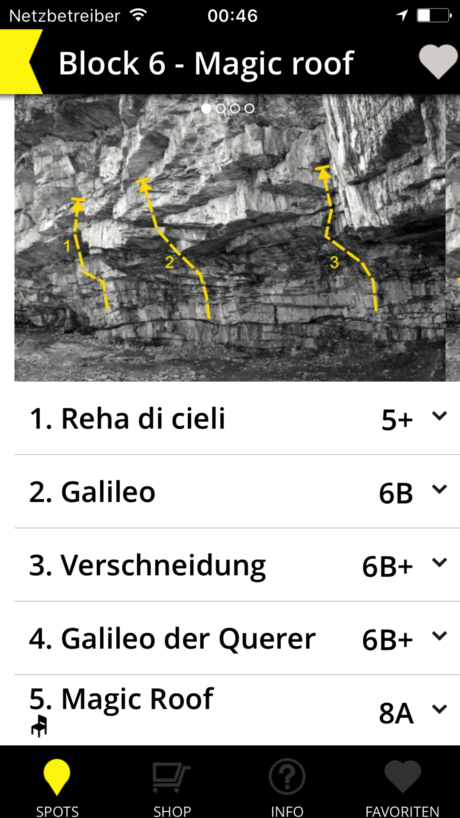 Netzbetreiber 00:46
Block 6 - Magic roof
1
2
3
1. Reha di cieli 5+
2. Galileo 6B
3. Verschneidung 6B+
4. Galileo der Querer 6B+
5. Magic Roof 8A
SPOTS SHOP INFO FAVORITEN